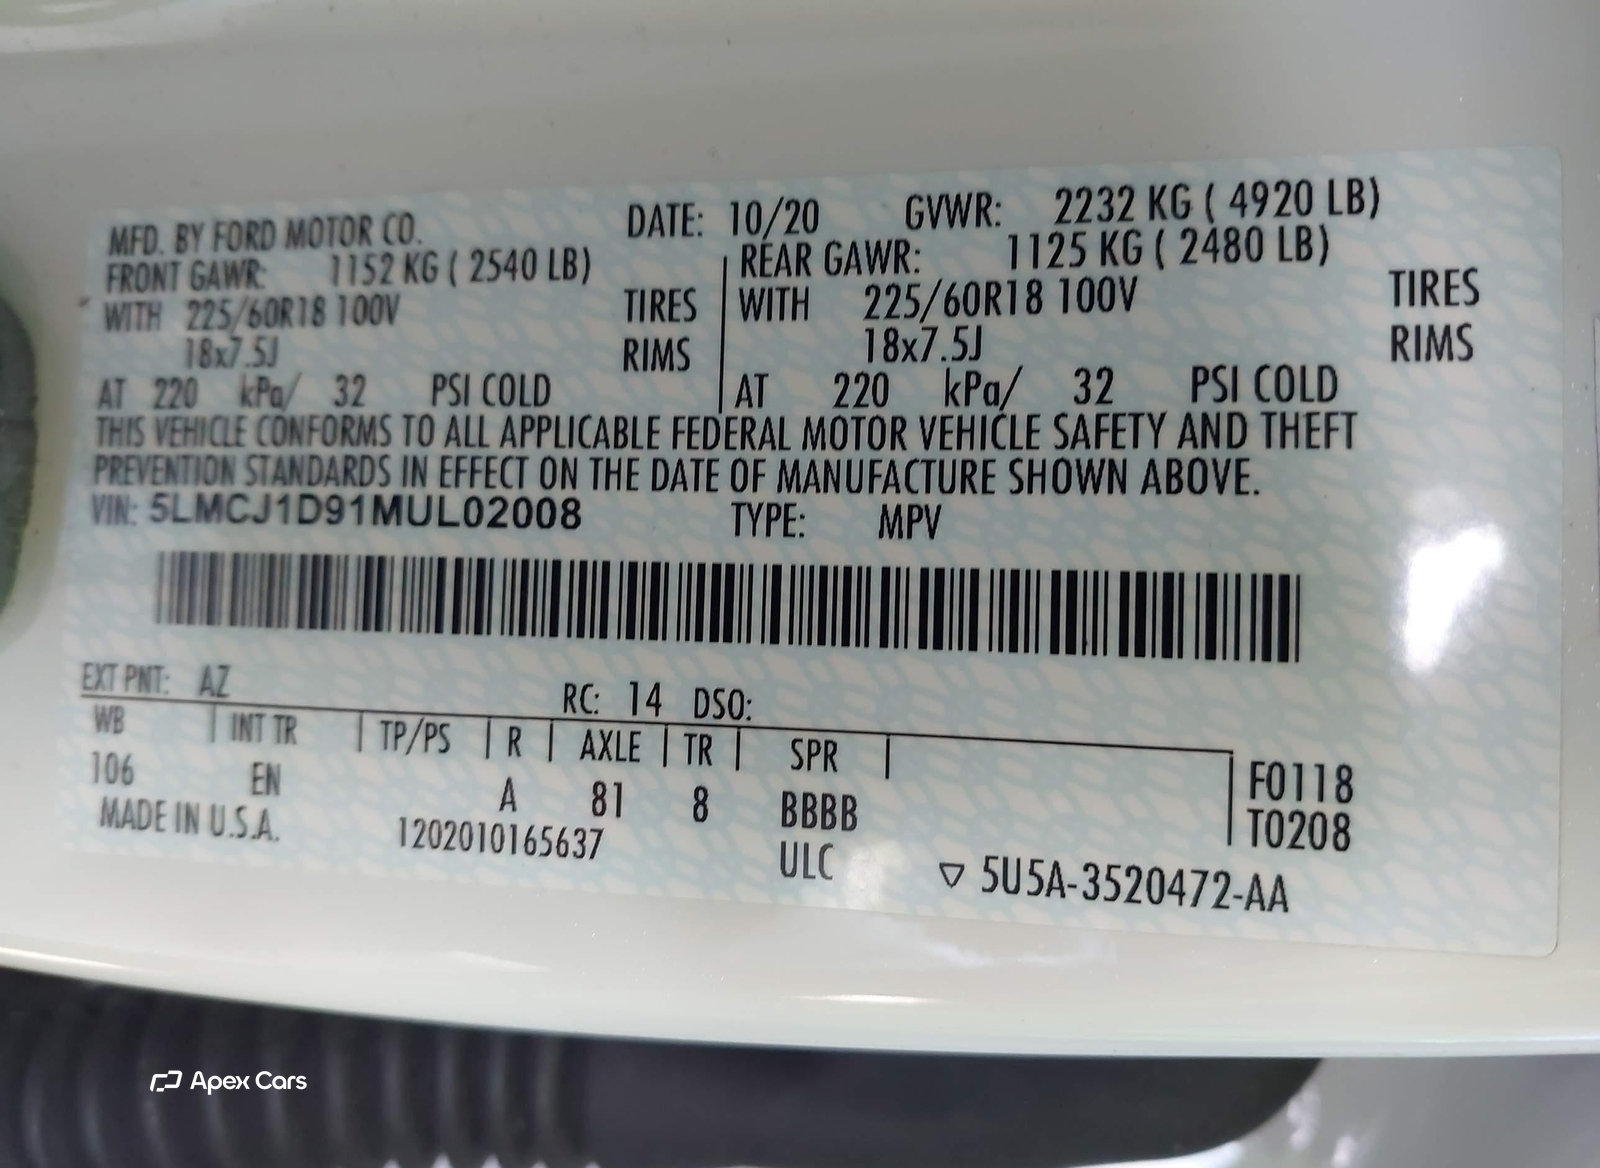 MFD. BY FORD MOTOR CO. DATE: 10/20 GVWR: 2232 KG ( 4920 LB)
FRONT GAWR: 1152 KG ( 2540 LB) REAR GAWR: 1125 KG ( 2480 LB)
WITH 225/60R18 100V TIRES WITH 225/60R18 100V TIRES
18x7.5J RIMS 18x7.5J RIMS
AT 220 kPa/ 32 PSI COLD AT 220 kPa/ 32 PSI COLD
THIS VEHICLE CONFORMS TO ALL APPLICABLE FEDERAL MOTOR VEHICLE SAFETY AND THEFT
PREVENTION STANDARDS IN EFFECT ON THE DATE OF MANUFACTURE SHOWN ABOVE.
VIN: 5LMCJ1D91MUL02008 TYPE: MPV
EXT PNT: AZ RC: 14 DSO:
WB INT TR TP/PS R AXLE TR SPR
106 EN A 81 8 BBBB F0118
T0208
MADE IN U.S.A. 1202010165637 ULC ▽ 5U5A-3520472-AA
Apex Cars